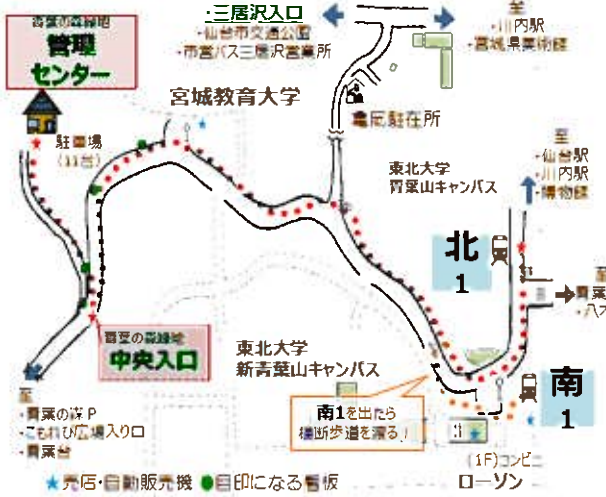 ・三居沢入口
・仙台市交通公園
・市営バス三居沢営業所
至
・川内駅
・宮城県美術館
青葉の森緑地
管理
センター
駐車場
(11台)
宮城教育大学
亀岡駐在所
東北大学
青葉山キャンパス
至
・仙台駅
・川内駅
・博物館
北
1
至
・青葉
・八
青葉の森緑地
中央入口
東北大学
新青葉山キャンパス
南
1
南1を出たら
横断歩道を渡る!
至
・青葉の森P
・こもれび広場入り口
・青葉台
(1F)コンビニ
ローソン
★売店・自動販売機 ●目印になる看板